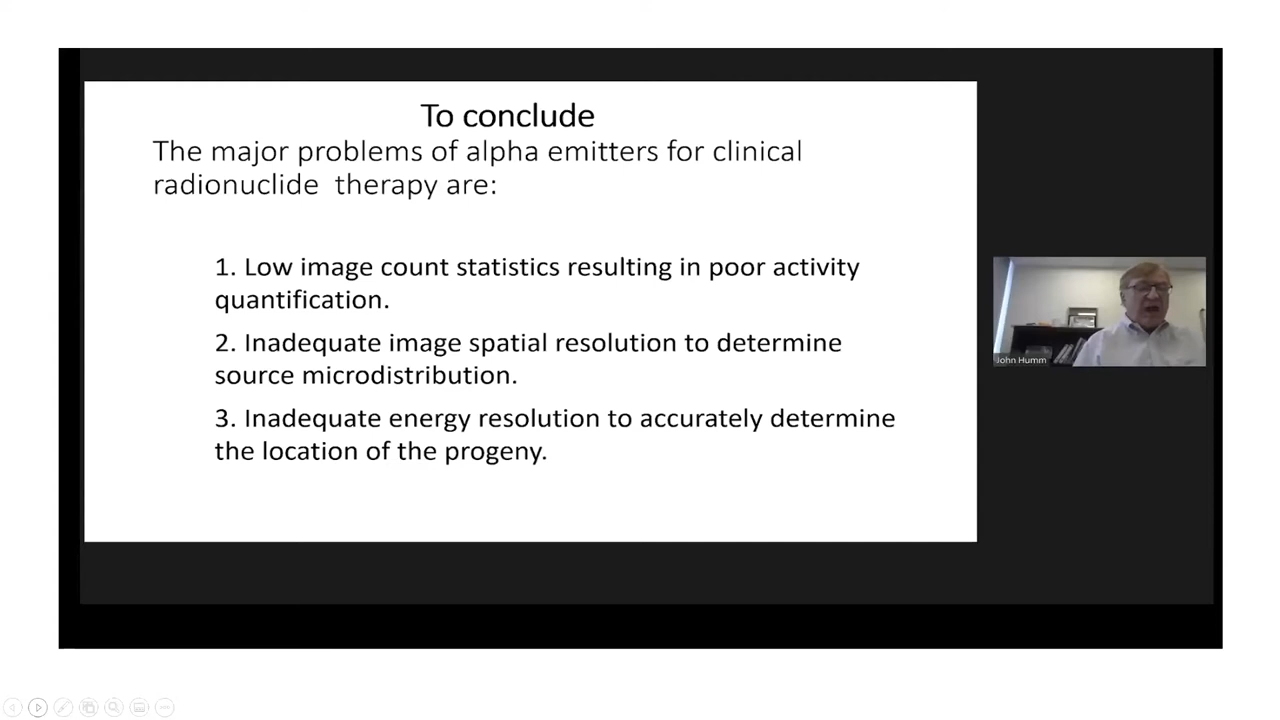 To conclude
The major problems of alpha emitters for clinical
radionuclide therapy are:
1. Low image count statistics resulting in poor activity
quantification.
2. Inadequate image spatial resolution to determine
source microdistribution.
3. Inadequate energy resolution to accurately determine
the location of the progeny.
John Humm